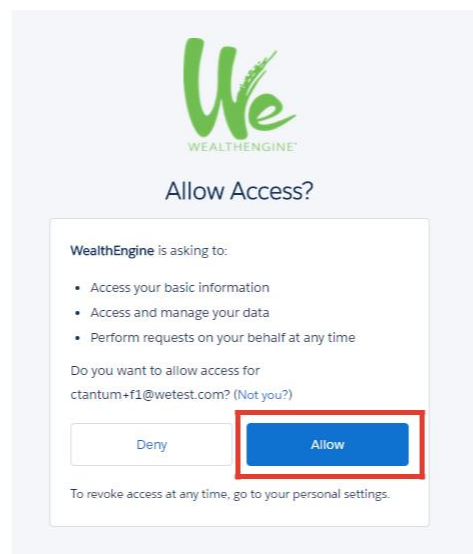 We
WEALTHENGINE™
Allow Access?
WealthEngine is asking to:
• Access your basic information
• Access and manage your data
• Perform requests on your behalf at any time
Do you want to allow access for
ctantum+f1@wetest.com? (Not you?)
Deny
Allow
To revoke access at any time, go to your personal settings.